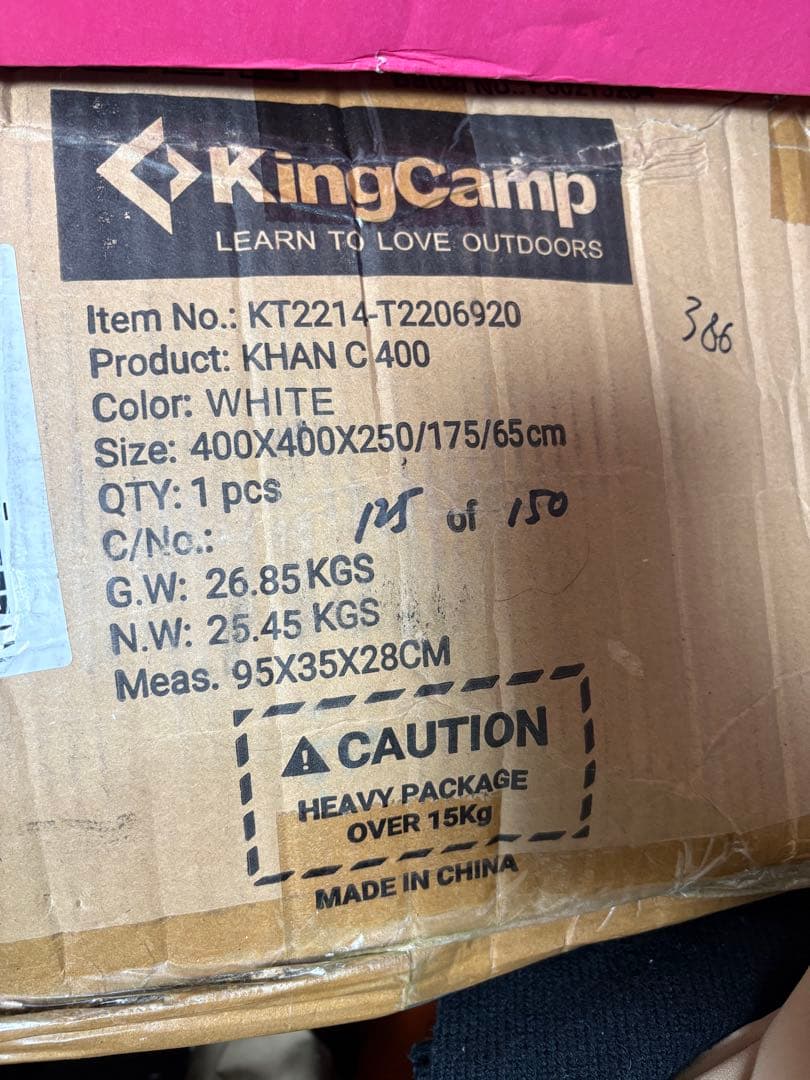 KingCamp
LEARN TO LOVE OUTDOORS
Item No.: KT2214-T2206920
386
Product: KHAN C 400
Color: WHITE
Size: 400X400X250/175/65cm
QTY: 1 pcs
C/No.: 125 of 150
G.W: 26.85 KGS
N.W: 25.45 KGS
Meas. 95X35X28CM
CAUTION
HEAVY PACKAGE
OVER 15Kg
MADE IN CHINA